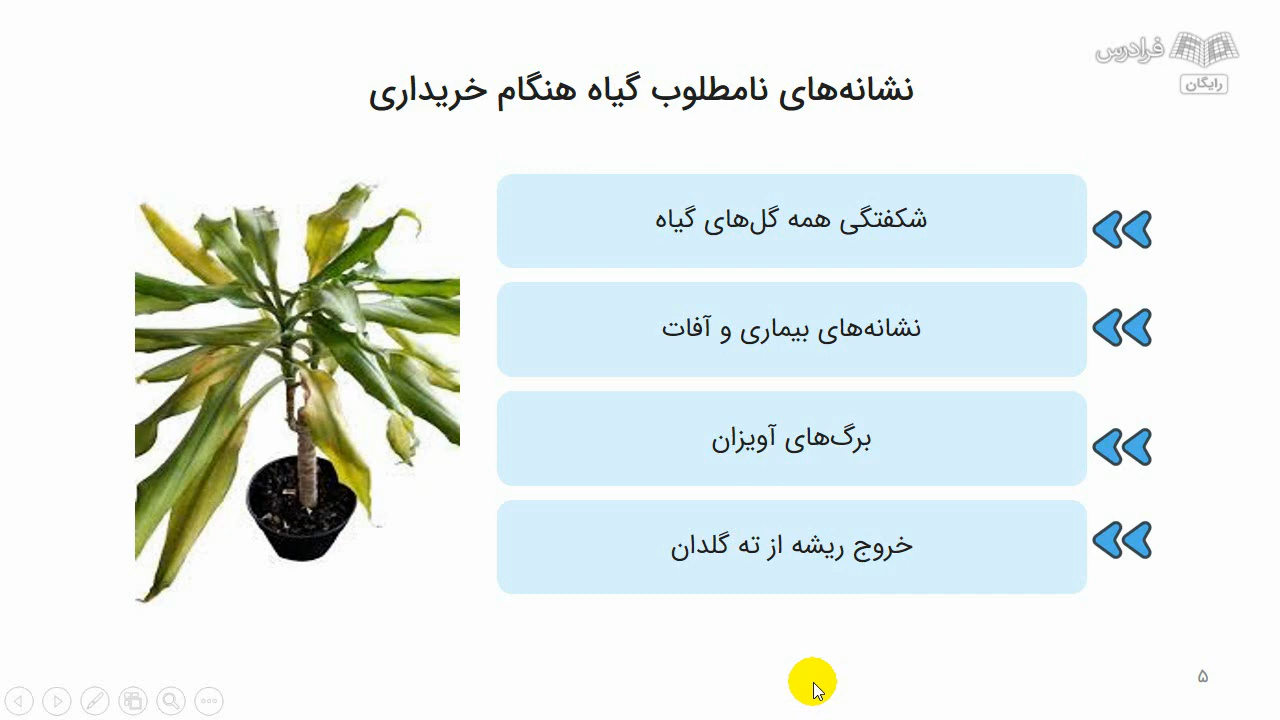 فرادرس
رایگان
نشانه‌های نامطلوب گیاه هنگام خریداری
شکفتگی همه گل‌های گیاه
نشانه‌های بیماری و آفات
برگ‌های آویزان
خروج ریشه از ته گلدان
۵